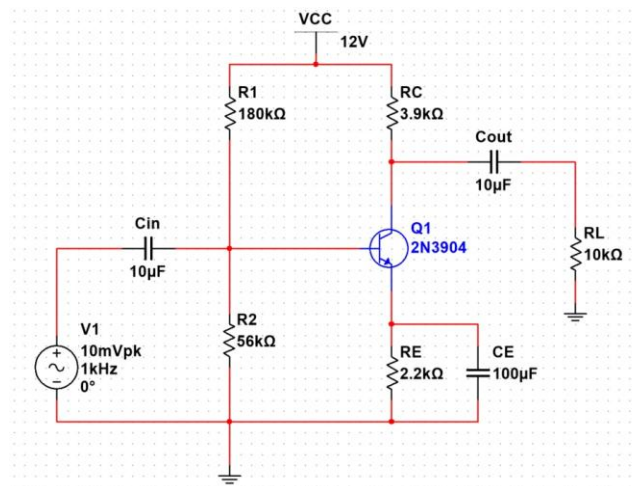 VCC
12V
R1
180kΩ
RC
3.9kΩ
Cout
10µF
Cin
10µF
Q1
2N3904
RL
10kΩ
V1
10mVpk
1kHz
0°
R2
56kΩ
RE
2.2kΩ
CE
100µF